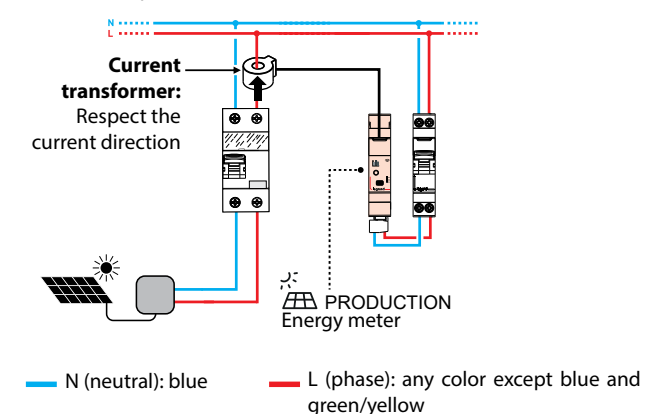 N
L
Current
transformer:
Respect the
current direction
PRODUCTION
Energy meter
N (neutral): blue
L (phase): any color except blue and
green/yellow